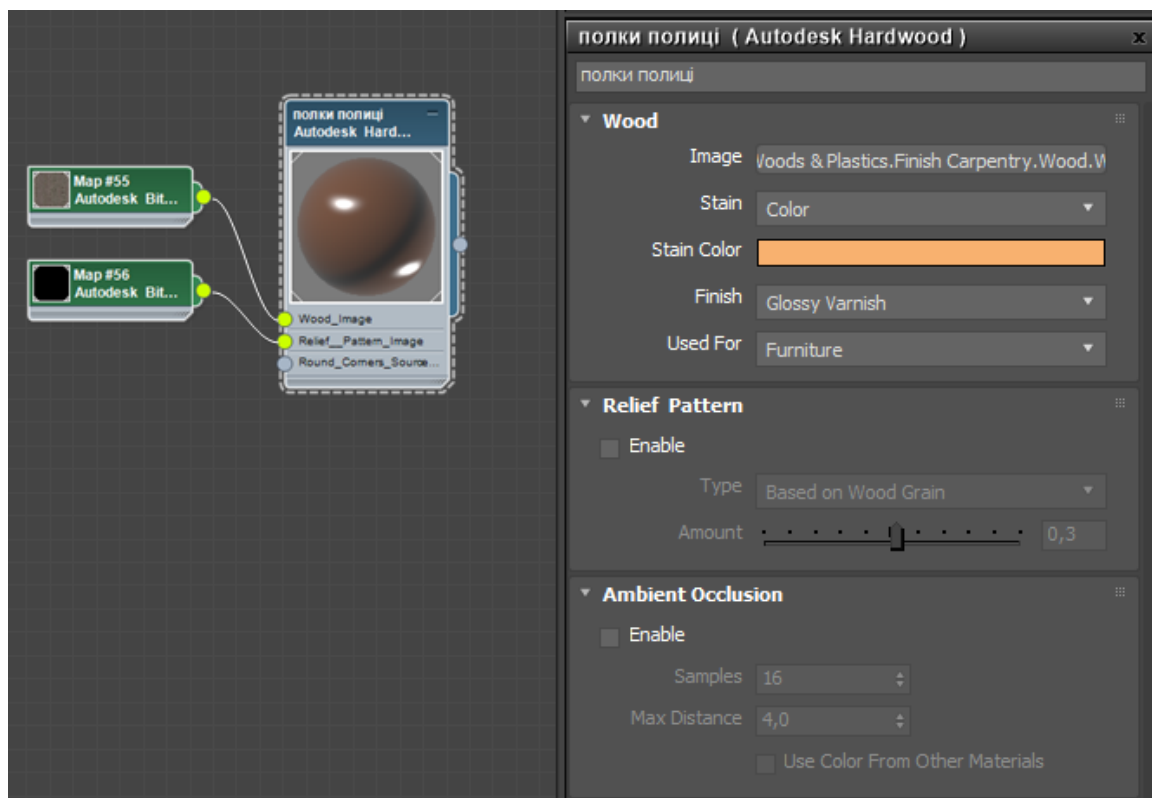 Map #55
Autodesk Bit...
Map #56
Autodesk Bit...
полки полиці
Autodesk Hard...
Wood_Image
Relief__Pattern_Image
Round_Corners_Source...
полки полиці ( Autodesk Hardwood )
x
полки полиці
Wood
Image Woods & Plastics.Finish Carpentry.Wood.W
Stain Color
Stain Color
Finish Glossy Varnish
Used For Furniture
Relief Pattern
Enable
Type Based on Wood Grain
Amount 0,3
Ambient Occlusion
Enable
Samples 16
Max Distance 4,0
Use Color From Other Materials